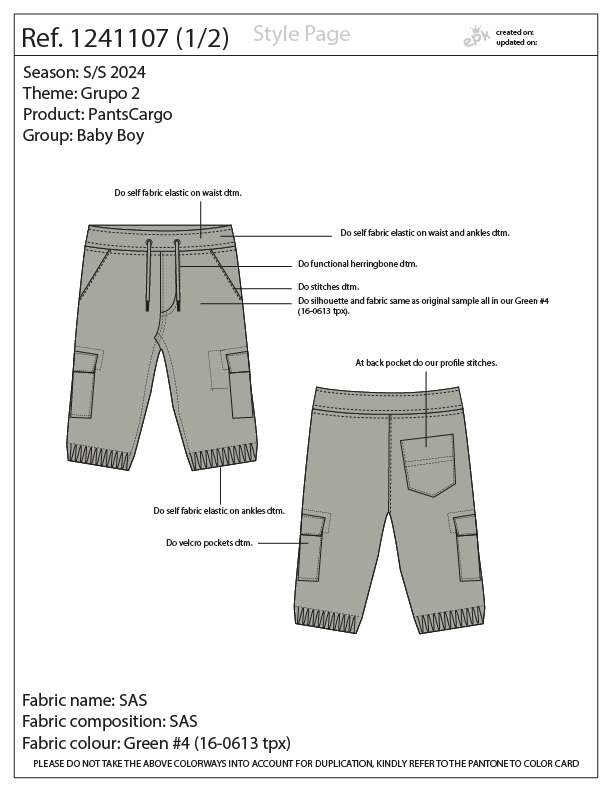 Ref. 1241107 (1/2)
Style Page
epk
created on:
updated on:
Season: S/S 2024
Theme: Grupo 2
Product: PantsCargo
Group: Baby Boy
Do self fabric elastic on waist dtm.
Do self fabric elastic on waist and ankles dtm.
Do functional herringbone dtm.
Do stitches dtm.
Do silhouette and fabric same as original sample all in our Green #4
(16-0613 tpx).
At back pocket do our profile stitches.
Do self fabric elastic on ankles dtm.
Do velcro pockets dtm.
Fabric name: SAS
Fabric composition: SAS
Fabric colour: Green #4 (16-0613 tpx)
PLEASE DO NOT TAKE THE ABOVE COLORWAYS INTO ACCOUNT FOR DUPLICATION, KINDLY REFER TO THE PANTONE TO COLOR CARD